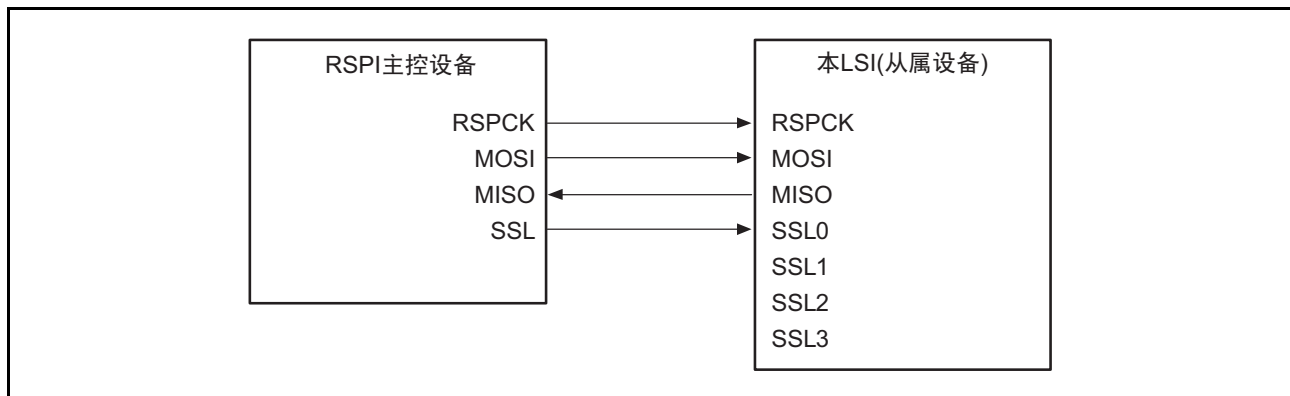 RSPI主控设备
RSPCK
MOSI
MISO
SSL
本LSI(从属设备)
RSPCK
MOSI
MISO
SSL0
SSL1
SSL2
SSL3